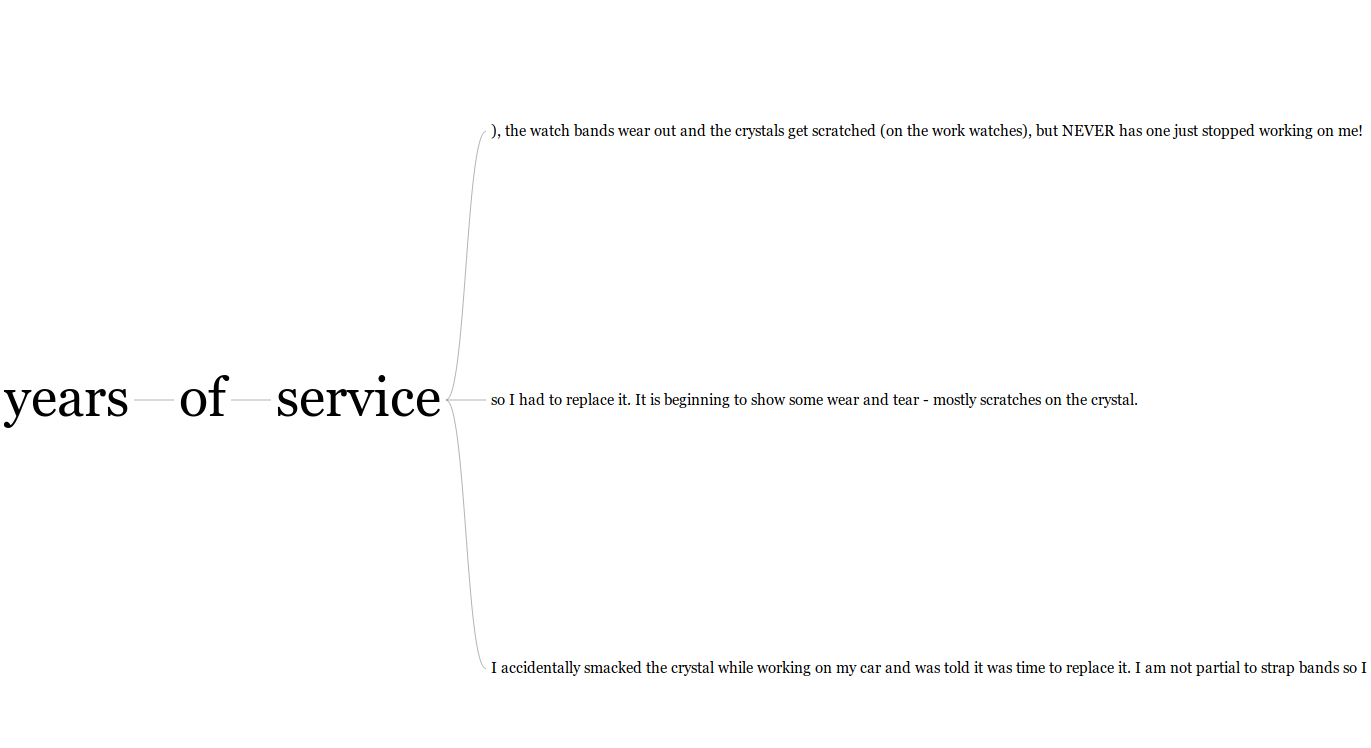 ), the watch bands wear out and the crystals get scratched (on the work watches), but NEVER has one just stopped working on me!
years of service
so I had to replace it. It is beginning to show some wear and tear - mostly scratches on the crystal.
I accidentally smacked the crystal while working on my car and was told it was time to replace it. I am not partial to strap bands so I